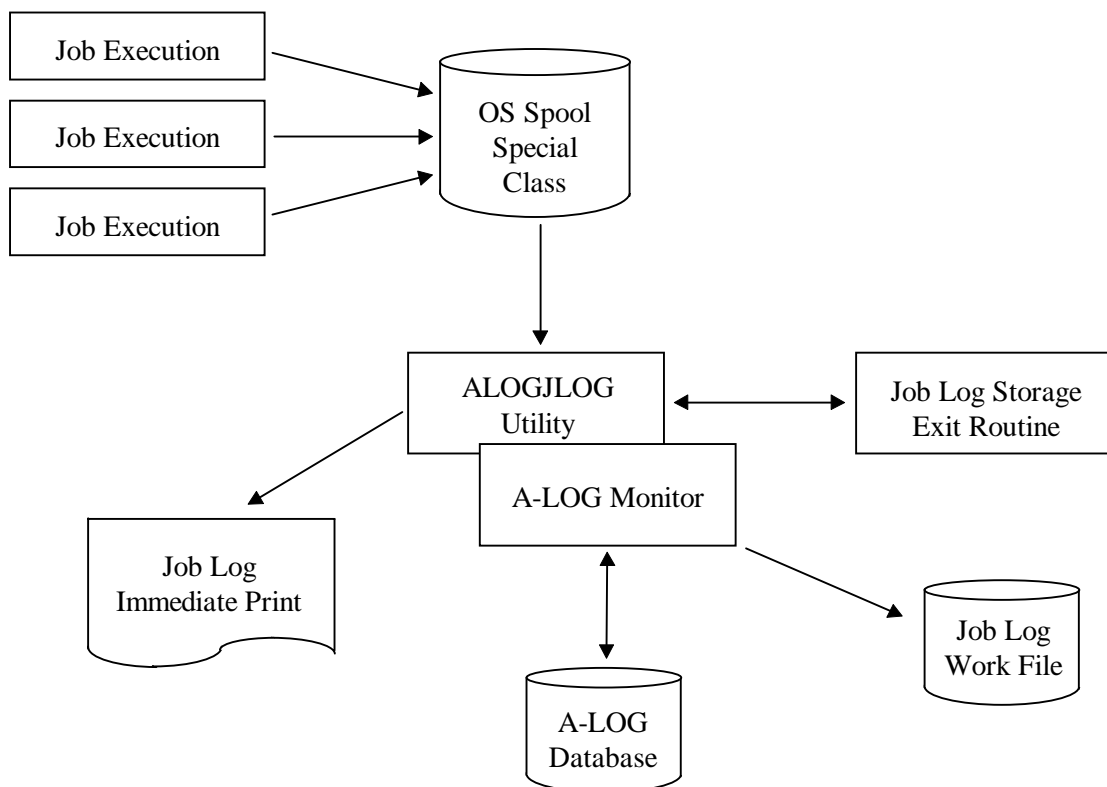 Job Execution
Job Execution
Job Execution
OS Spool
Special
Class
ALOGJLOG
Utility
Job Log Storage
Exit Routine
A-LOG Monitor
Job Log
Immediate Print
Job Log
Work File
A-LOG
Database